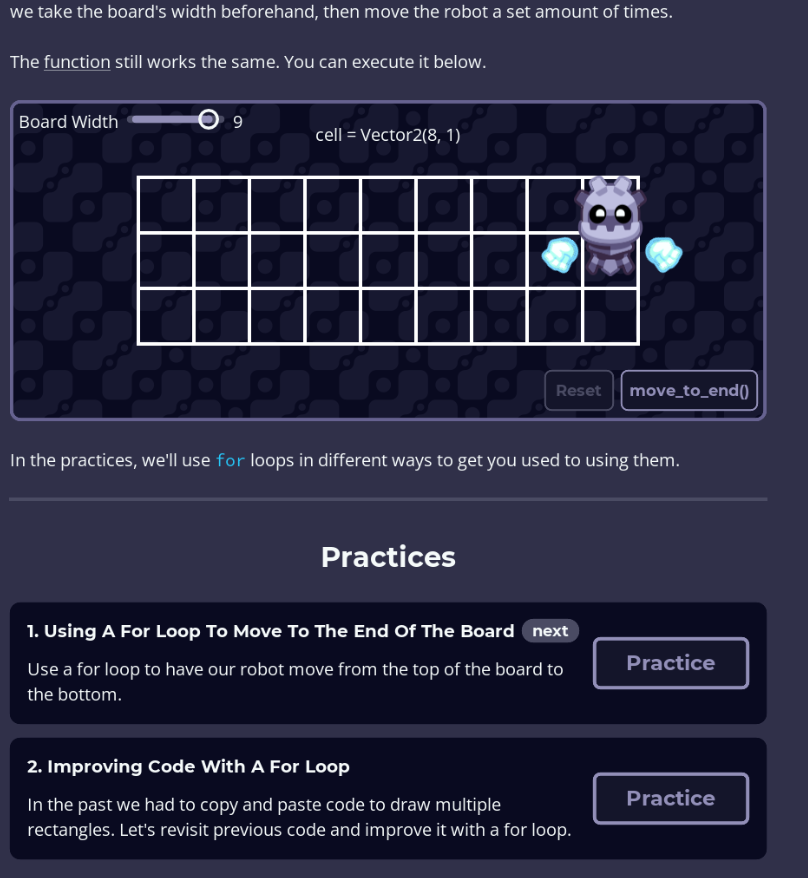 we take the board's width beforehand, then move the robot a set amount of times.
The function still works the same. You can execute it below.
Board Width 9
cell = Vector2(8, 1)
Reset move_to_end()
In the practices, we'll use for loops in different ways to get you used to using them.
Practices
1. Using A For Loop To Move To The End Of The Board next
Use a for loop to have our robot move from the top of the board to
the bottom.
Practice
2. Improving Code With A For Loop
In the past we had to copy and paste code to draw multiple
rectangles. Let's revisit previous code and improve it with a for loop.
Practice